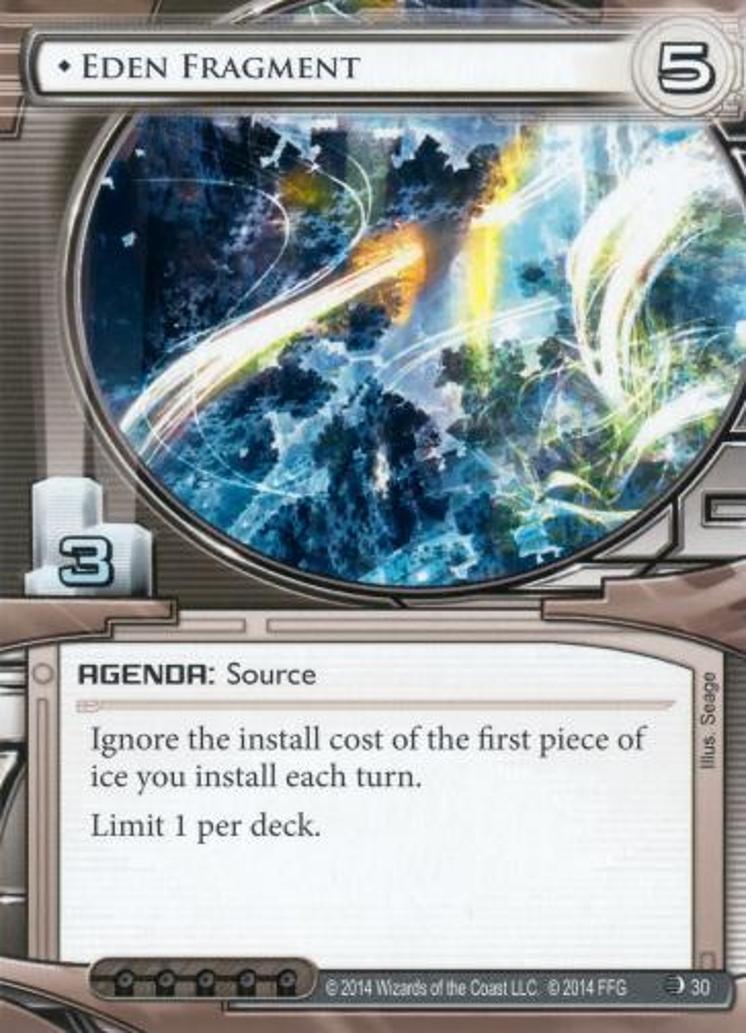 ◆ EDEN FRAGMENT
5
3
AGENDA: Source
Ignore the install cost of the first piece of
ice you install each turn.
Limit 1 per deck.
Illus. Seage
© 2014 Wizards of the Coast LLC. © 2014 FFG 30